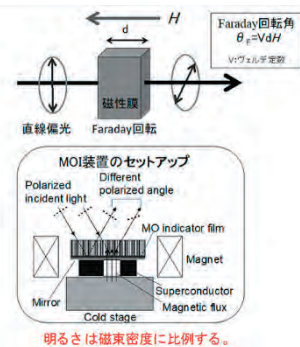 H
d
Faraday回転角
θF=VdH
V:ヴェルデ定数
磁性膜
直線偏光
Faraday回転
MOI装置のセットアップ
Polarized
incident light
Different
polarized angle
MO indicator film
Magnet
Mirror
Superconductor
Magnetic flux
Cold stage
明るさは磁束密度に比例する。